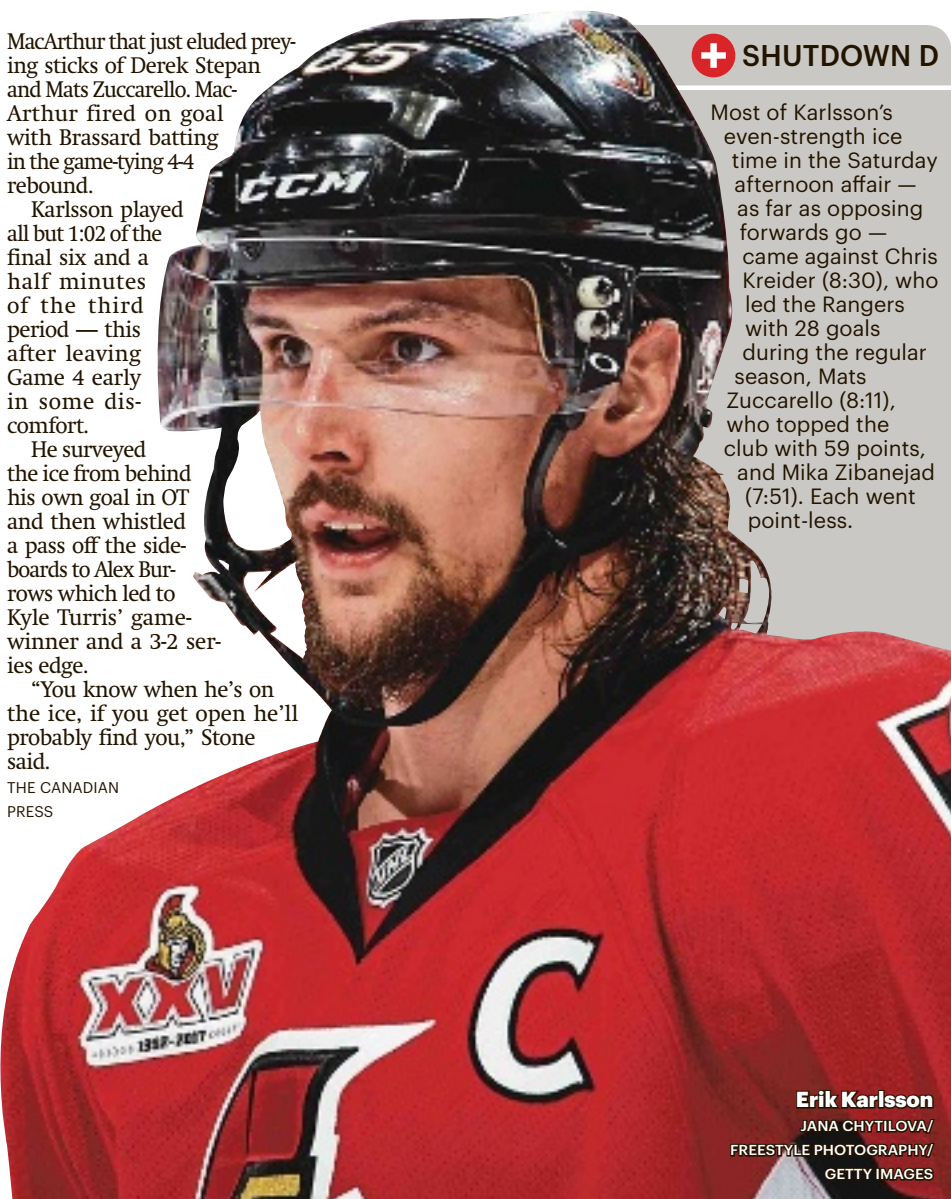 MacArthur that just eluded prey-
ing sticks of Derek Stepan
and Mats Zuccarello. Mac-
Arthur fired on goal
with Brassard batting
in the game-tying 4-4
rebound.
Karlsson played
all but 1:02 of the
final six and a
half minutes
of the third
period — this
after leaving
Game 4 early
in some dis-
comfort.
He surveyed
the ice from behind
his own goal in OT
and then whistled
a pass off the side-
boards to Alex Bur-
rows which led to
Kyle Turris’ game-
winner and a 3-2 ser-
ies edge.
“You know when he’s on
the ice, if you get open he’ll
probably find you,” Stone
said.
THE CANADIAN
PRESS
SHUTDOWN D
Most of Karlsson’s
even-strength ice
time in the Saturday
afternoon affair —
as far as opposing
forwards go —
came against Chris
Kreider (8:30), who
led the Rangers
with 28 goals
during the regular
season, Mats
Zuccarello (8:11),
who topped the
club with 59 points,
and Mika Zibanejad
(7:51). Each went
point-less.
65
CCM
NHL
XXV
1992-2017
C
Erik Karlsson
JANA CHYTILOVA/
FREESTYLE PHOTOGRAPHY/
GETTY IMAGES